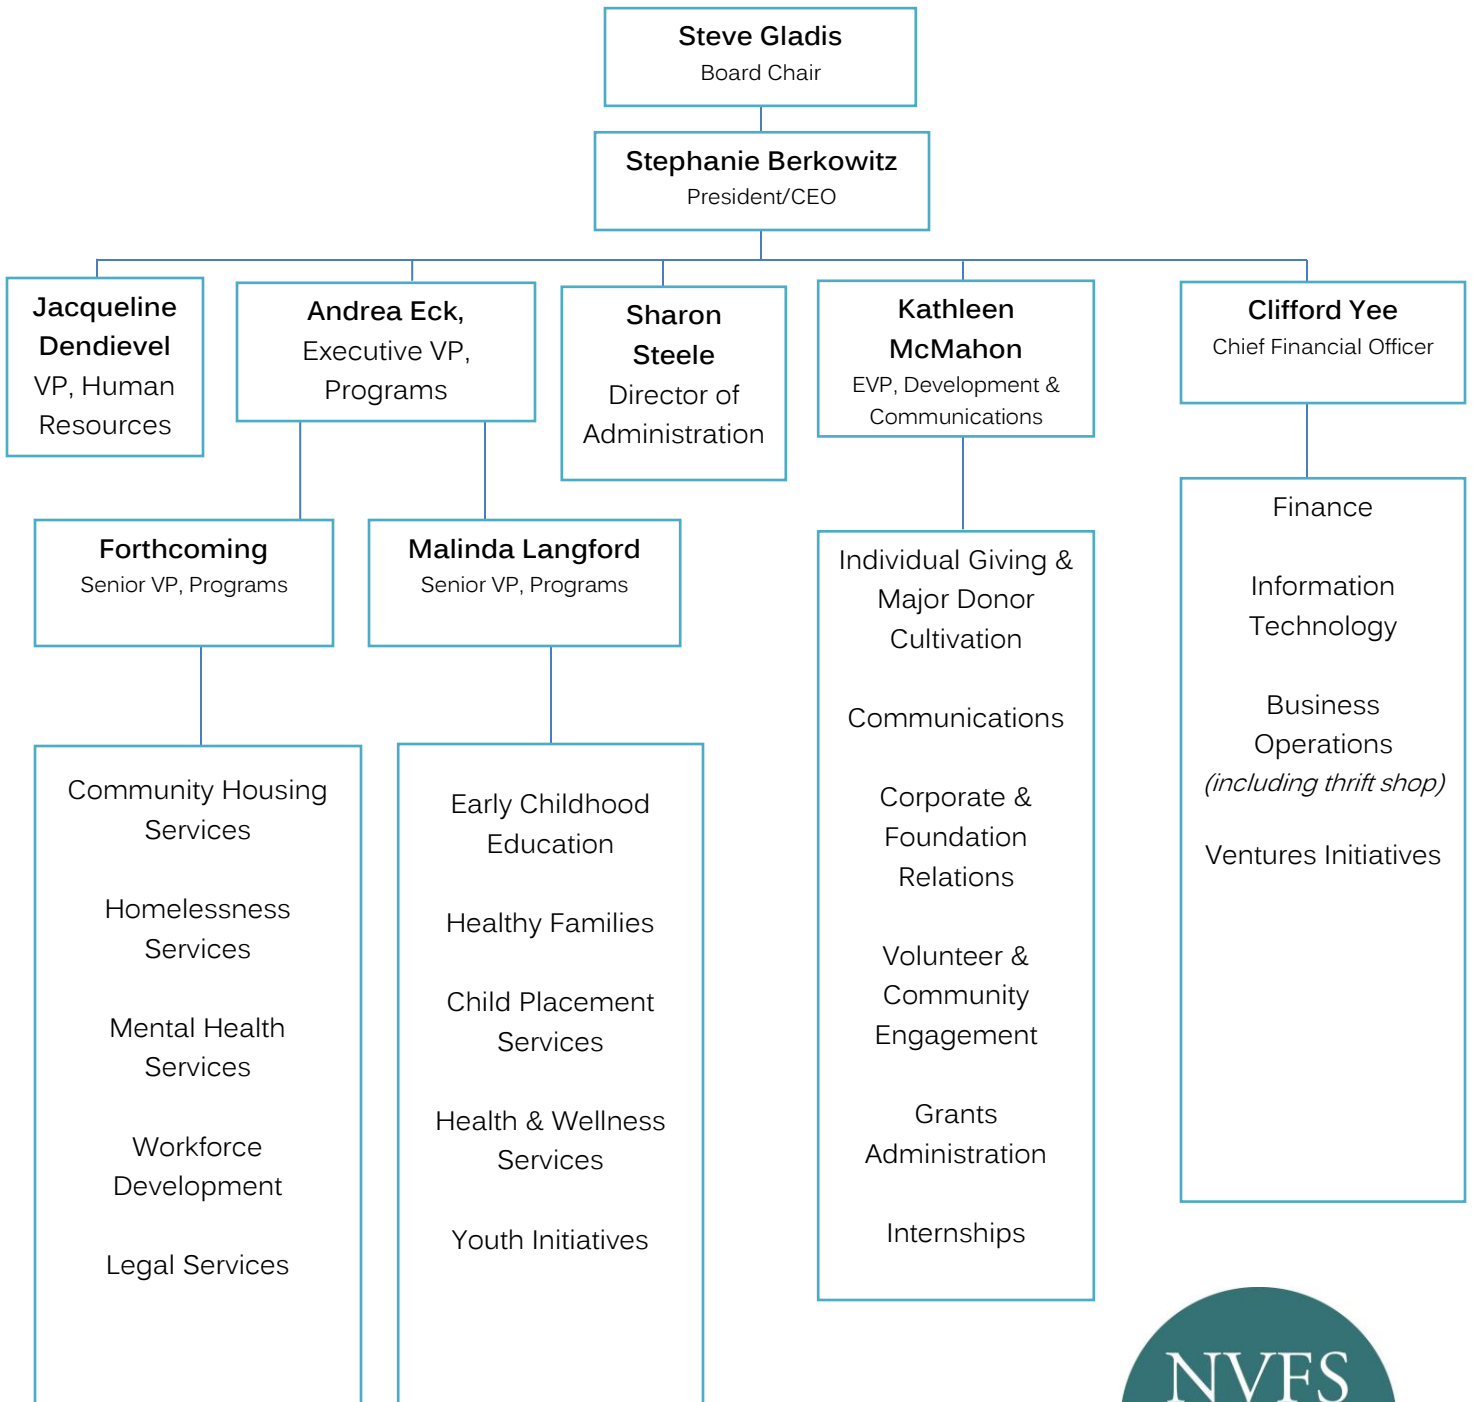 Steve Gladis
Board Chair
Stephanie Berkowitz
President/CEO
Jacqueline
Dendievel
VP, Human
Resources
Andrea Eck,
Executive VP,
Programs
Sharon
Steele
Director of
Administration
Kathleen
McMahon
EVP, Development &
Communications
Clifford Yee
Chief Financial Officer
Forthcoming
Senior VP, Programs
Malinda Langford
Senior VP, Programs
Community Housing
Services
Homelessness
Services
Mental Health
Services
Workforce
Development
Legal Services
Early Childhood
Education
Healthy Families
Child Placement
Services
Health & Wellness
Services
Youth Initiatives
Individual Giving &
Major Donor
Cultivation
Communications
Corporate &
Foundation
Relations
Volunteer &
Community
Engagement
Grants
Administration
Internships
Finance
Information
Technology
Business
Operations
(including thrift shop)
Ventures Initiatives
NVFS